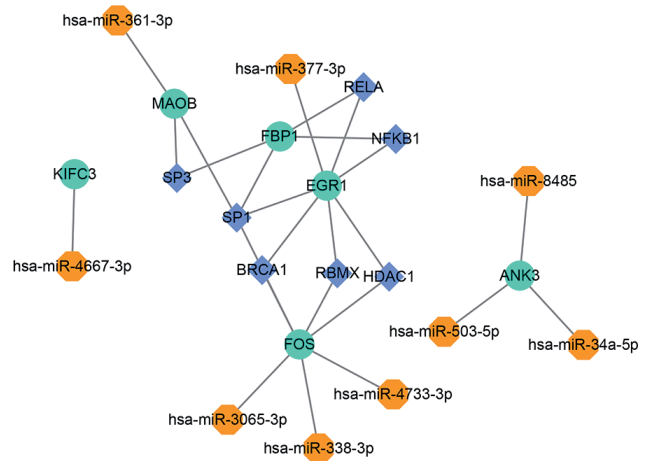 hsa-miR-361-3p
hsa-miR-377-3p
RELA
MAOB
FBP1
NFKB1
KIFC3
SP3
EGR1
hsa-miR-8485
SP1
hsa-miR-4667-3p
BRCA1
RBMX
HDAC1
ANK3
hsa-miR-503-5p
FOS
hsa-miR-34a-5p
hsa-miR-4733-3p
hsa-miR-3065-3p
hsa-miR-338-3p